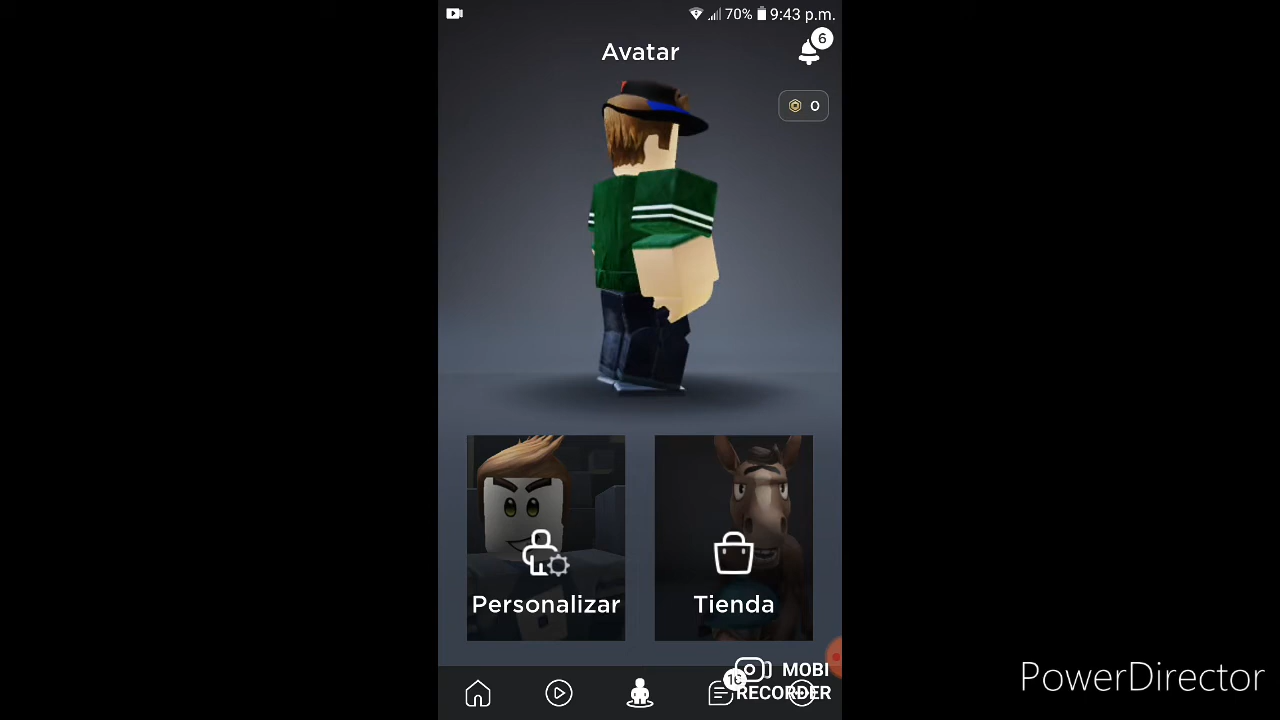 70% 9:43 p.m.
6
Avatar
0
Personalizar
Tienda
MOBI
RECORDER
PowerDirector